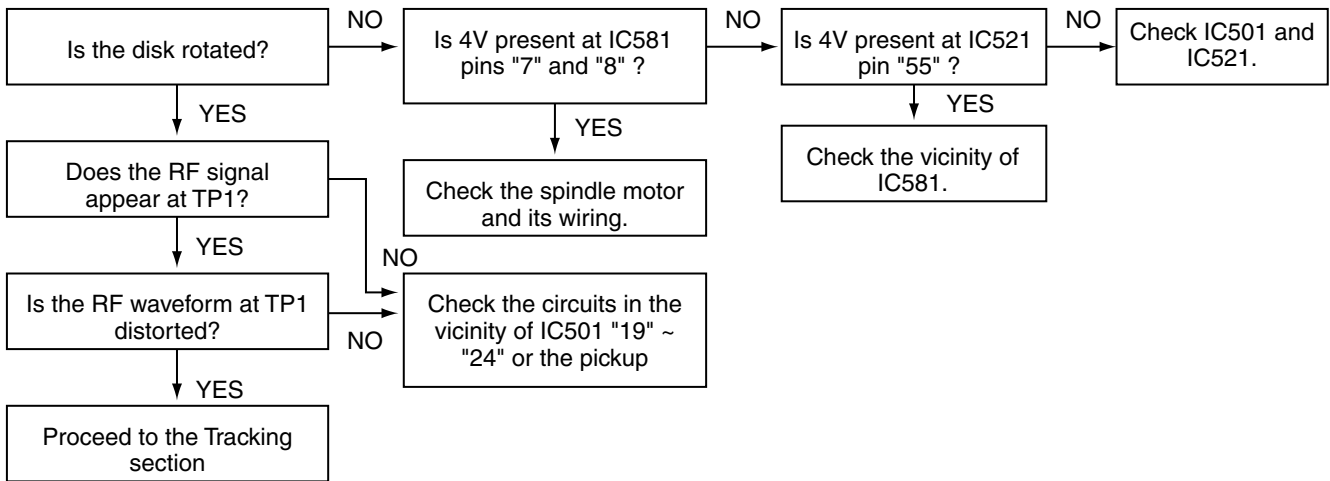 Is the disk rotated?
NO
Is 4V present at IC581
pins "7" and "8" ?
NO
Is 4V present at IC521
pin "55" ?
NO
Check IC501 and
IC521.
YES
YES
YES
Does the RF signal
appear at TP1?
Check the spindle motor
and its wiring.
Check the vicinity of
IC581.
YES
NO
Is the RF waveform at TP1
distorted?
NO
Check the circuits in the
vicinity of IC501 "19" ~
"24" or the pickup
YES
Proceed to the Tracking
section